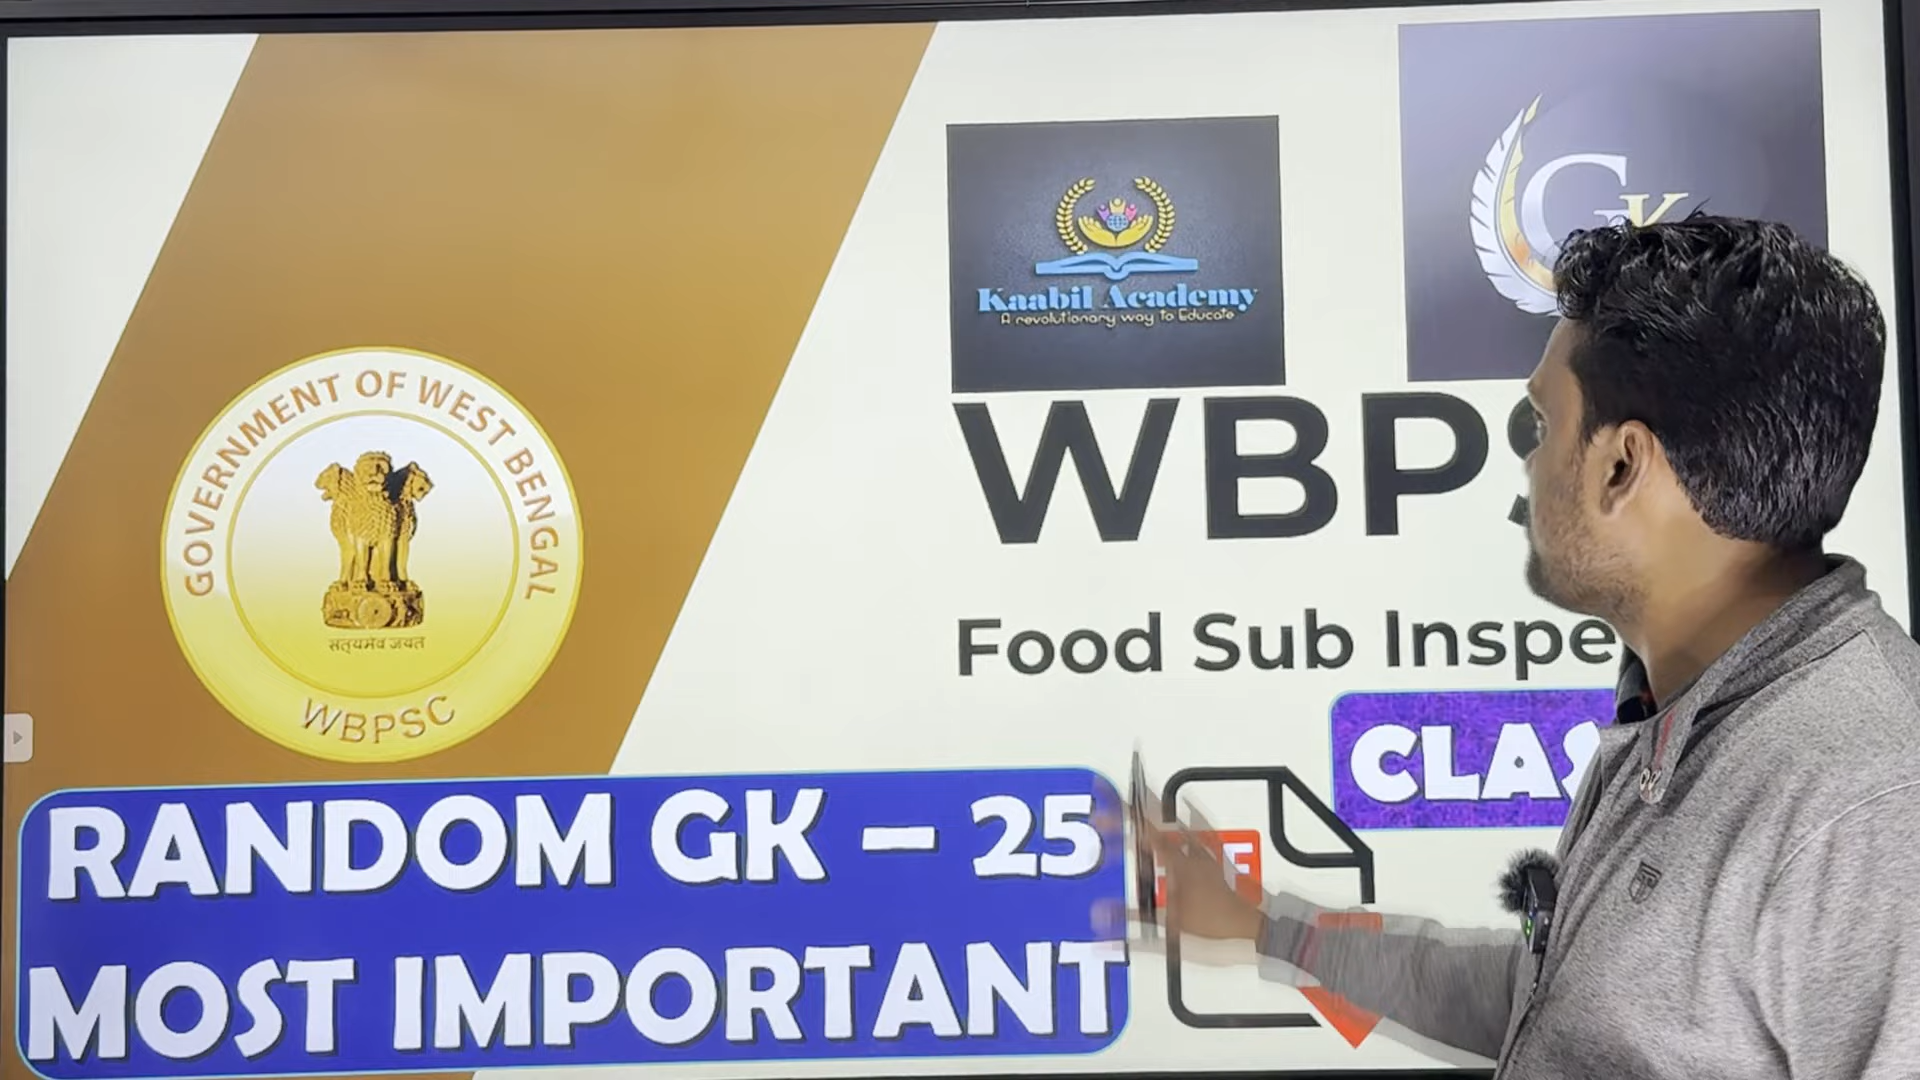 Kaabil Academy
A revolutionary way to Educate
GK
GOVERNMENT OF WEST BENGAL
सत्यमेव जयते
WBPSC
WBPS
Food Sub Inspe
CLAS
RANDOM GK – 25
MOST IMPORTANT